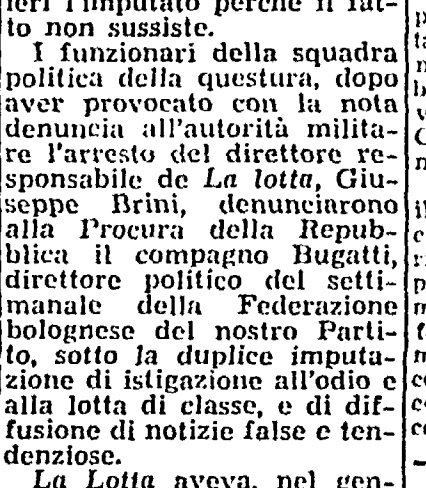 ieri l'imputato perchè il fat-
to non sussiste.
I funzionari della squadra
politica della questura, dopo
aver provocato con la nota
denuncia all'autorità milita-
re l'arresto del direttore re-
sponsabile de La lotta, Giu-
seppe Brini, denunciarono
alla Procura della Repub-
blica il compagno Bugatti,
direttore politico del setti-
manale della Federazione
bolognese del nostro Parti-
to, sotto la duplice imputa-
zione di istigazione all'odio e
alla lotta di classe, e di dif-
fusione di notizie false e ten-
denziose.
La Lotta aveva, nel gen-